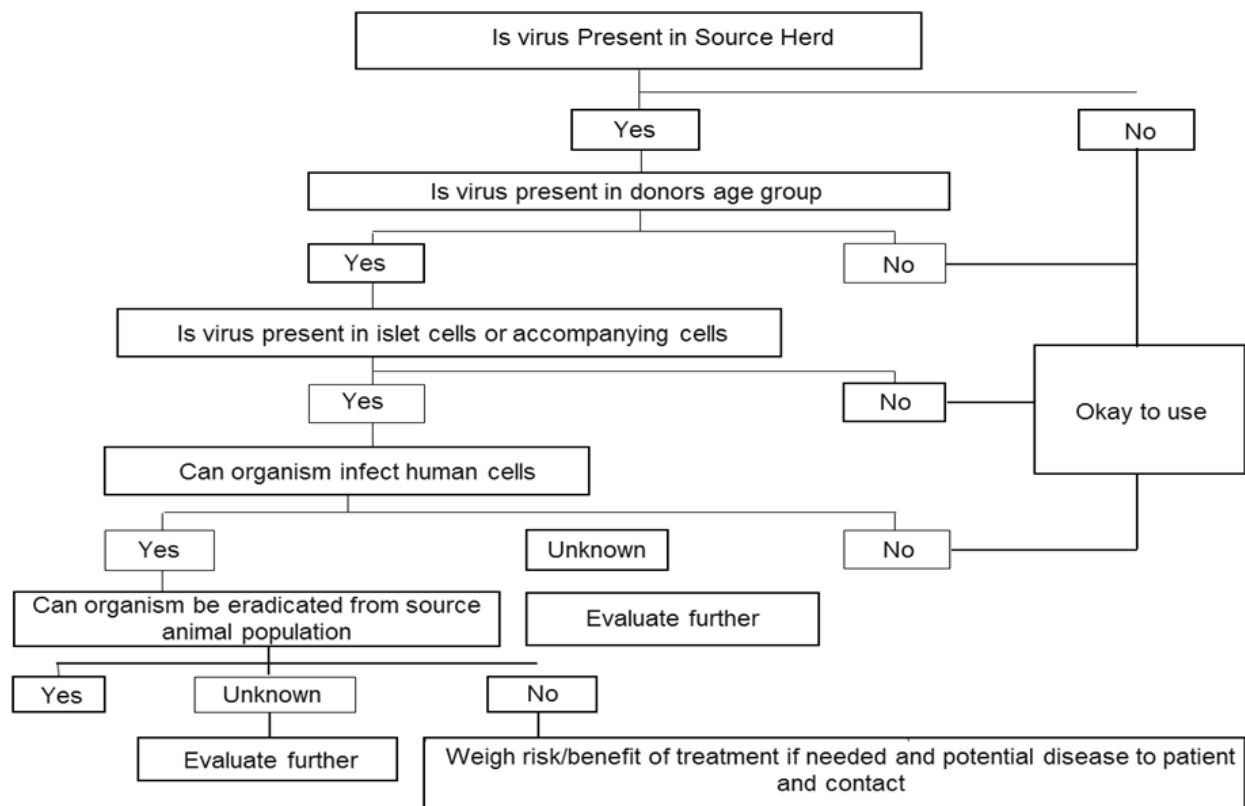 Is virus Present in Source Herd
Yes
No
Is virus present in donors age group
Yes
No
Is virus present in islet cells or accompanying cells
Yes
No
Okay to use
Can organism infect human cells
Yes
Unknown
No
Can organism be eradicated from source
animal population
Evaluate further
Yes
Unknown
No
Evaluate further
Weigh risk/benefit of treatment if needed and potential disease to patient
and contact